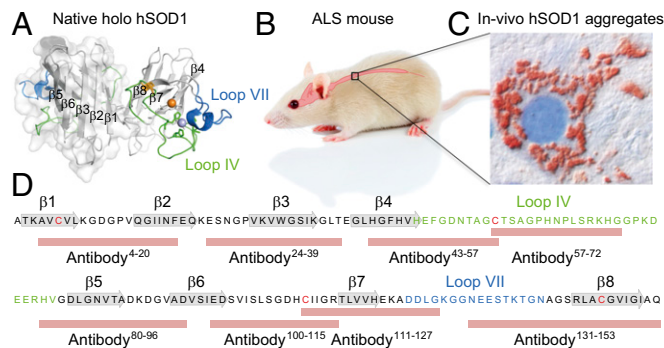 A
Native holo hSOD1
β4
β8
β7
β5
β6
β3
β2
β1
Loop VII
Loop IV
B
ALS mouse
C
In-vivo hSOD1 aggregates
D
β1 β2 β3 β4 Loop IV
ATKAVCVLKGDGPVQGIINFEQKESNGPVKVWGSIKGLTEGLHGFHVHEFGDNTAGCTSAGPHNPLSRKHGGPKD
Antibody4-20 Antibody24-39 Antibody43-57 Antibody57-72
β5 β6 β7 Loop VII β8
EERHVGDLGNVTADKDGVADVSIEDSVISLSGDHCIIGRTLVVHEKADDLGKGGNEESTKTGNAGSRLACGVIGIAQ
Antibody80-96 Antibody100-115 Antibody111-127 Antibody131-153